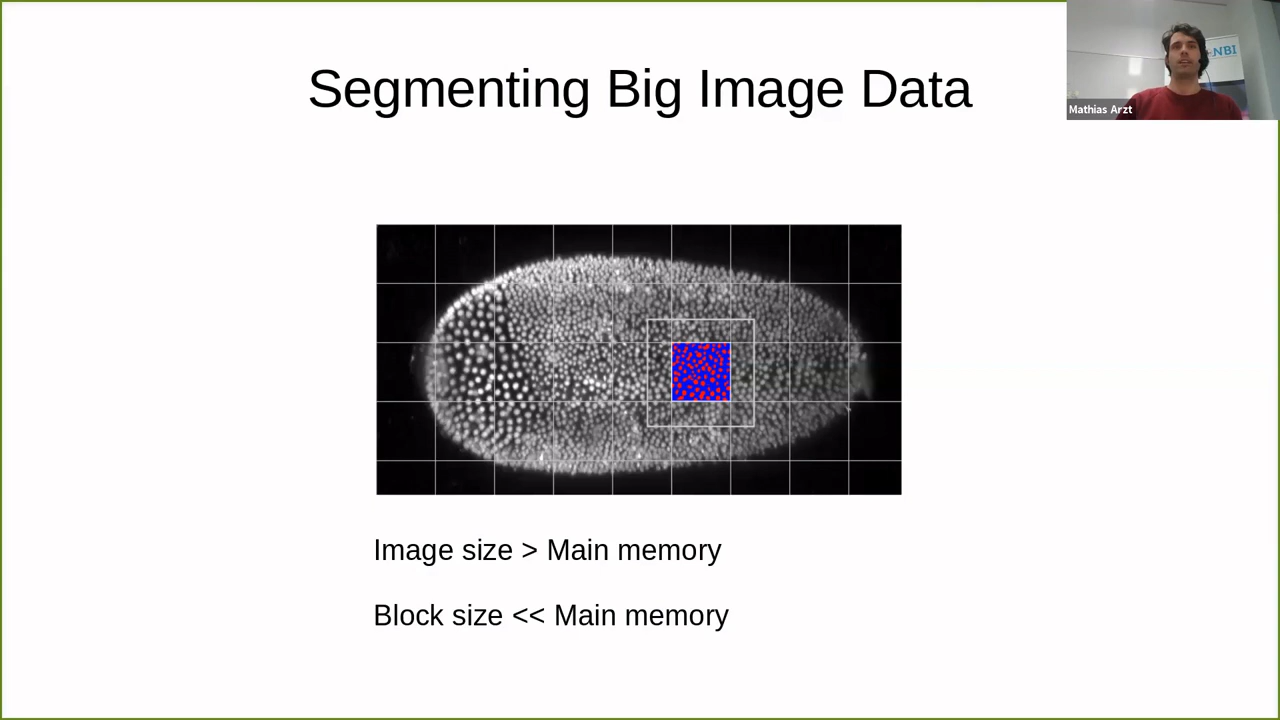 Segmenting Big Image Data
NBI
Mathias Arzt
Image size > Main memory
Block size << Main memory